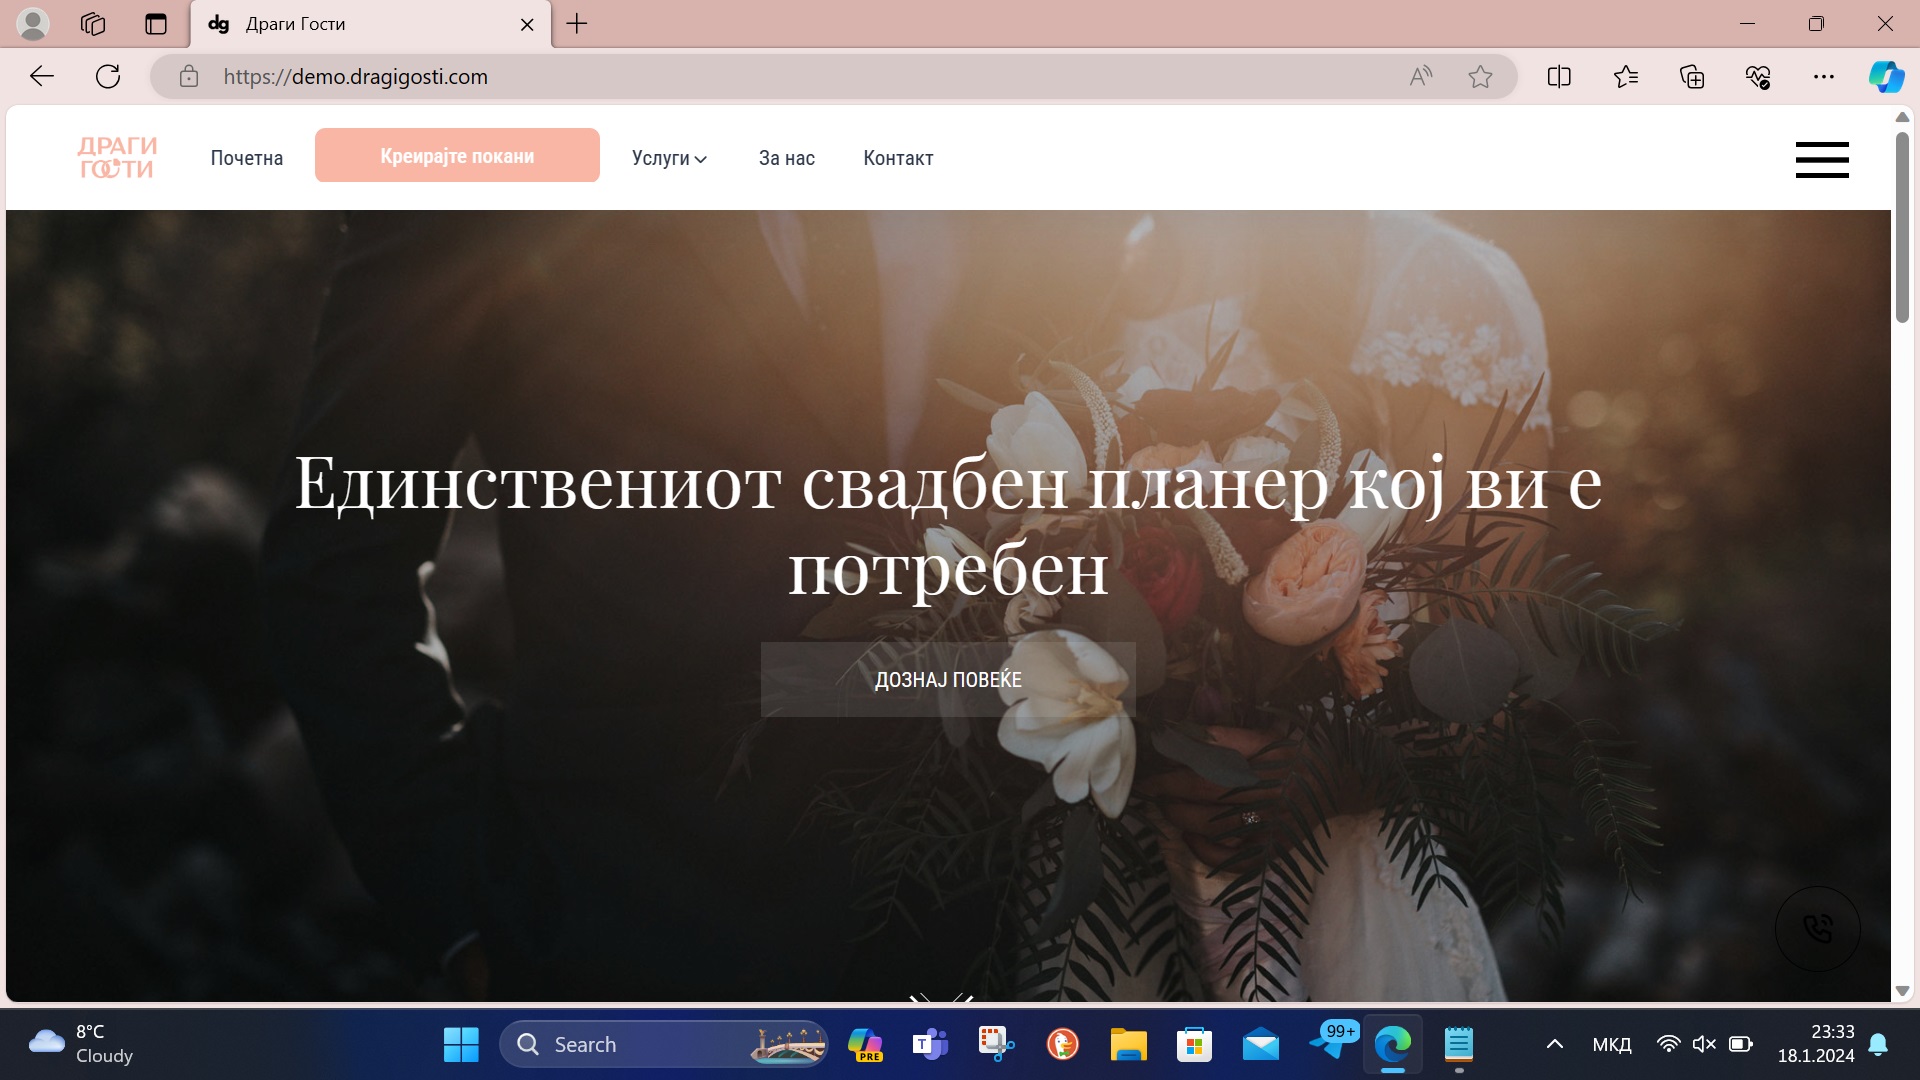 dg Драги Гости
https://demo.dragigosti.com
ДРАГИ
ГОСТИ
Почетна
Креирајте покани
Услуги
За нас
Контакт
Единствениот свадбен планер кој ви е
потребен
ДОЗНАЈ ПОВЕЌЕ
8°C
Cloudy
Search
PRE
T
99+
МКД
23:33
18.1.2024